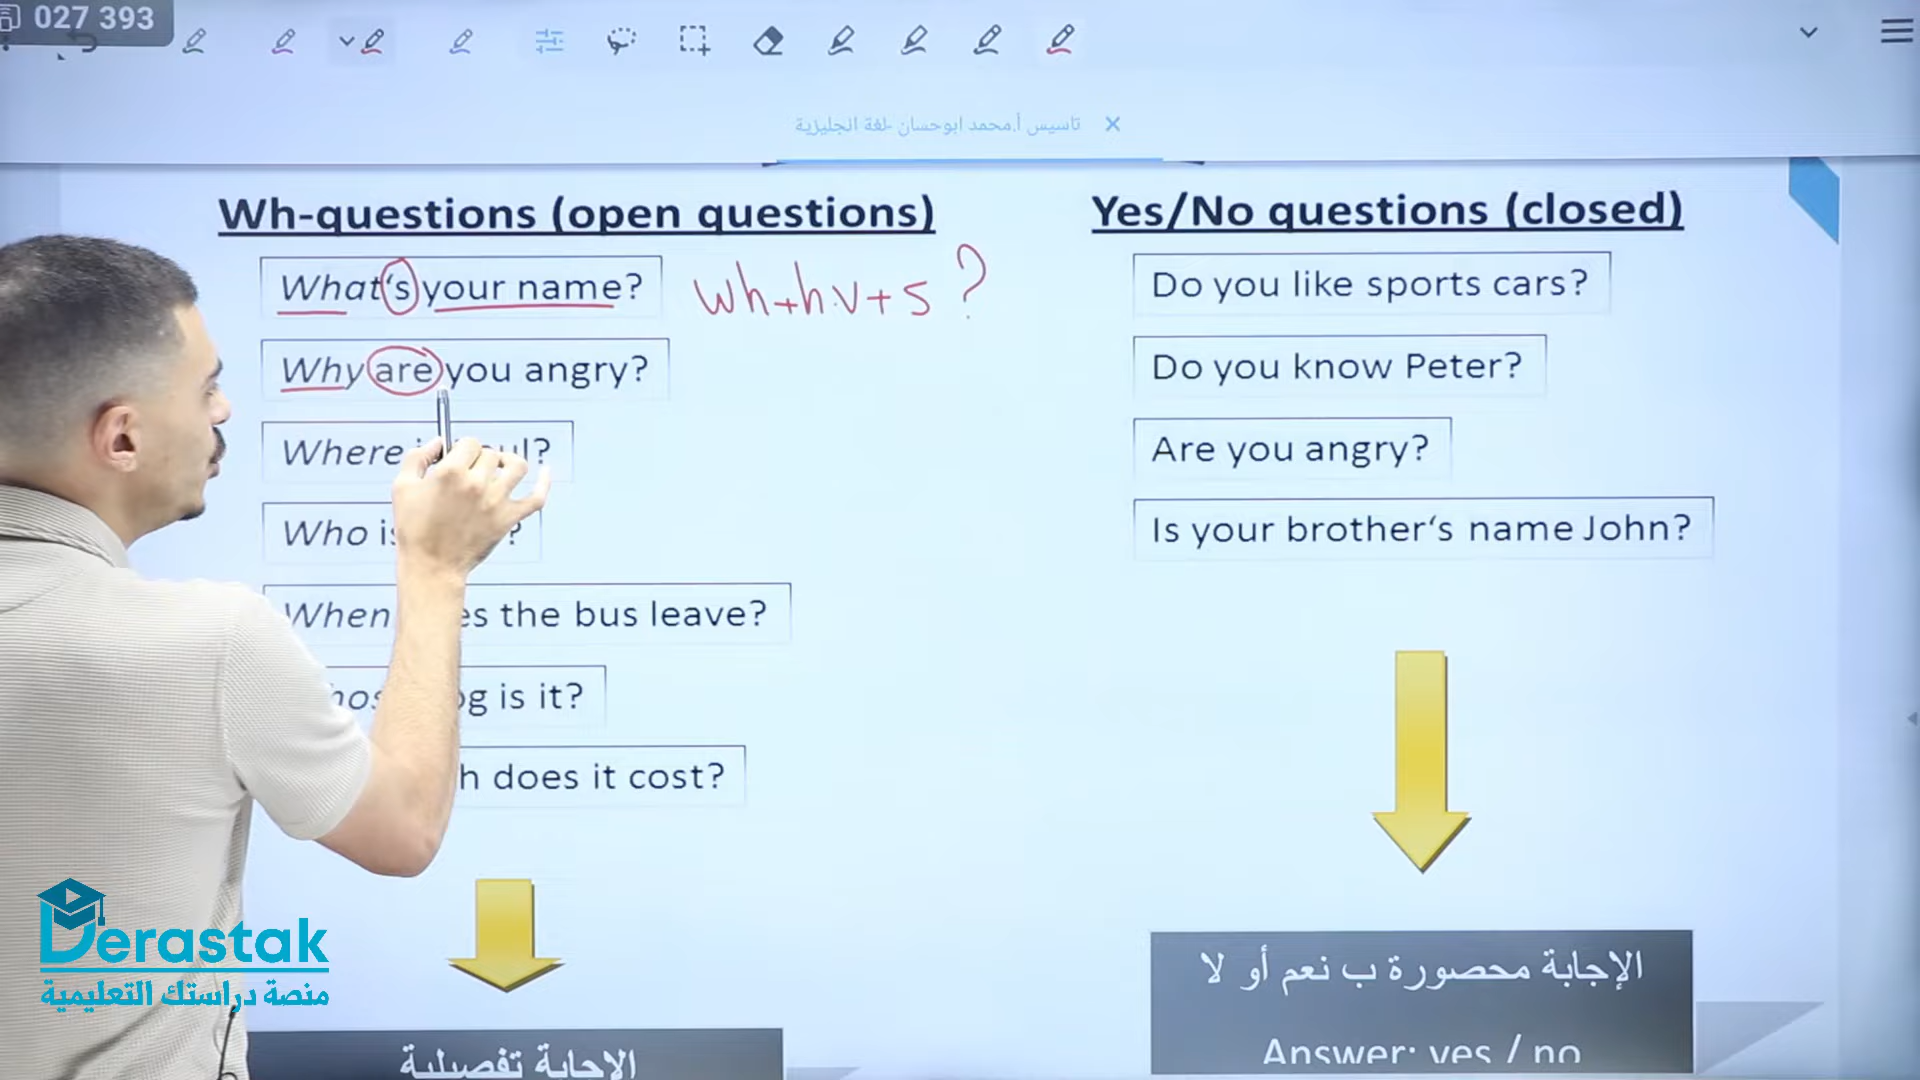 027 393
تاسيس أ.محمد ابوحسان -لغة انجليزية
Wh-questions (open questions)
What's your name?
wh+h.v+s ?
Why are you angry?
Where
Who
When the bus leave?
is it?
does it cost?
الإجابة تفصيلية
Yes/No questions (closed)
Do you like sports cars?
Do you know Peter?
Are you angry?
Is your brother‘s name John?
الإجابة محصورة ب نعم أو لا
Answer: yes / no
Derastak
منصة دراستك التعليمية